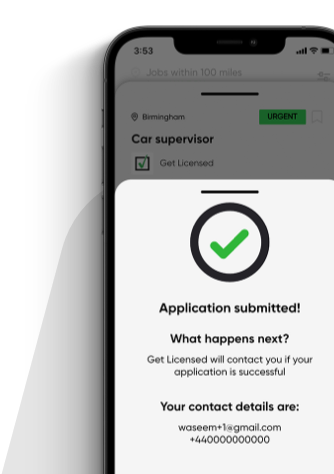 3:53
Jobs within 100 miles
Birmingham
URGENT
Car supervisor
Get Licensed
Application submitted!
What happens next?
Get Licensed will contact you if your
application is successful
Your contact details are:
waseem+1@gmail.com
+440000000000